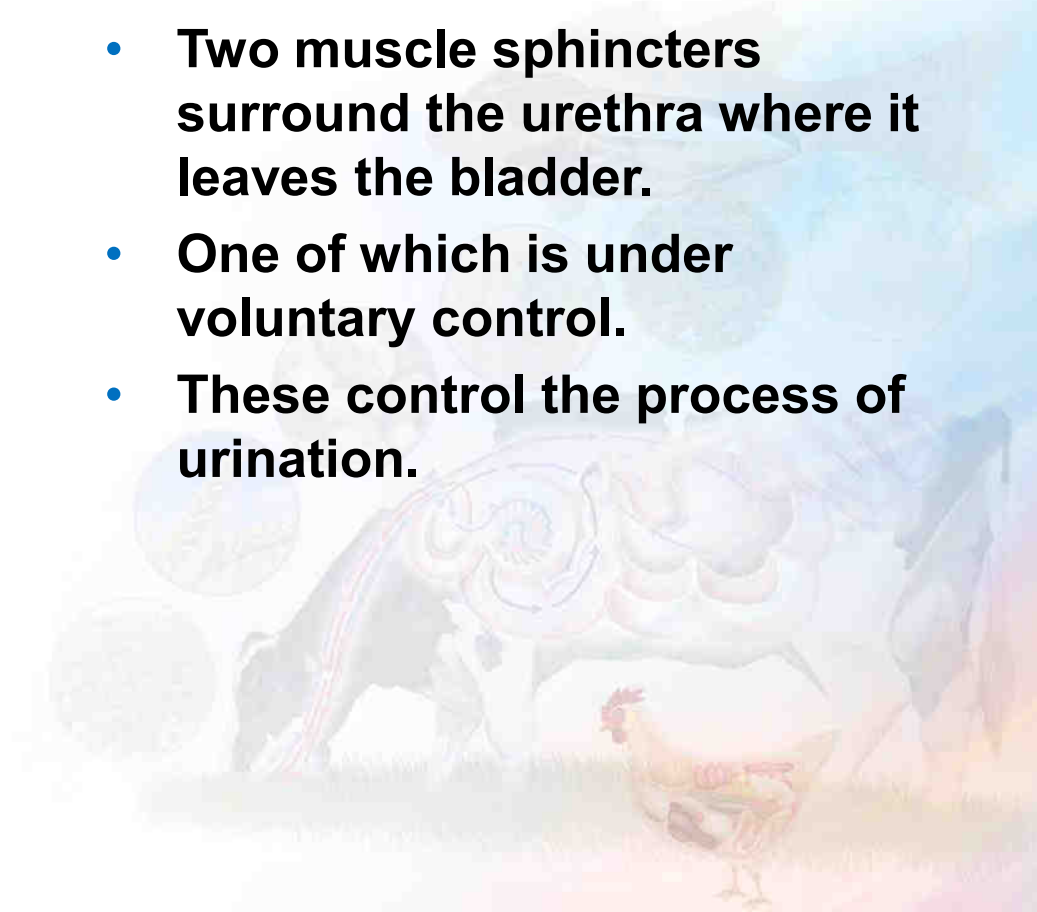 • Two muscle sphincters
surround the urethra where it
leaves the bladder.
• One of which is under
voluntary control.
• These control the process of
urination.